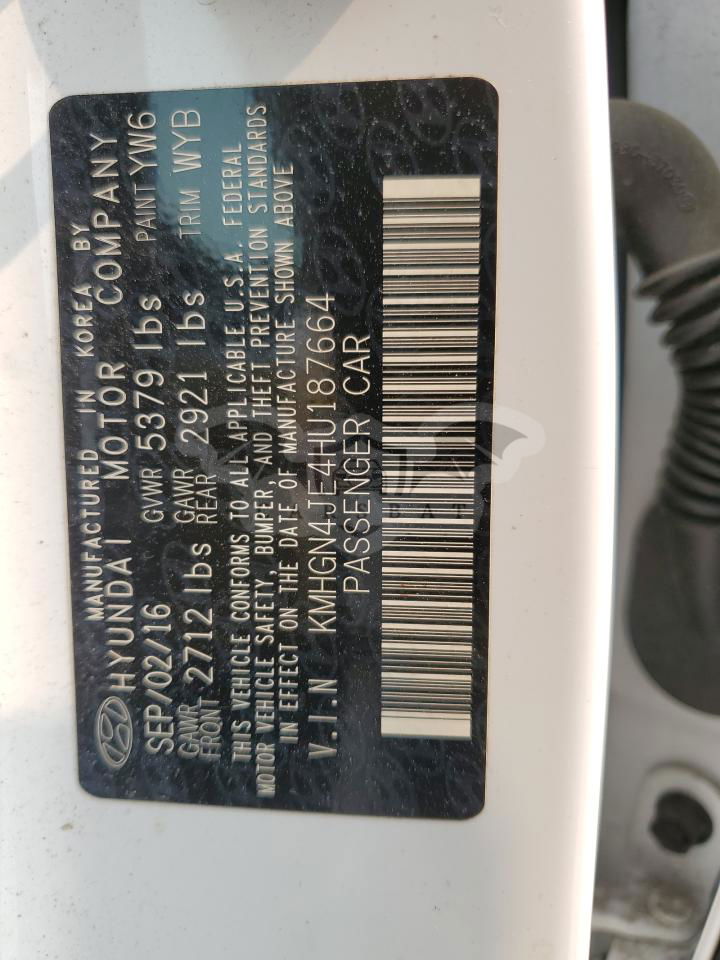 MANUFACTURED IN KOREA BY
HYUNDAI MOTOR COMPANY
SEP/02/16 GVWR 5379 lbs PAINT YW6
GAWR FRONT 2712 lbs GAWR REAR 2921 lbs TRIM WYB
THIS VEHICLE CONFORMS TO ALL APPLICABLE U.S.A. FEDERAL
MOTOR VEHICLE SAFETY, BUMPER, AND THEFT PREVENTION STANDARDS
IN EFFECT ON THE DATE OF MANUFACTURE SHOWN ABOVE
V.I.N KMHGN4JE4HU187664
PASSENGER CAR